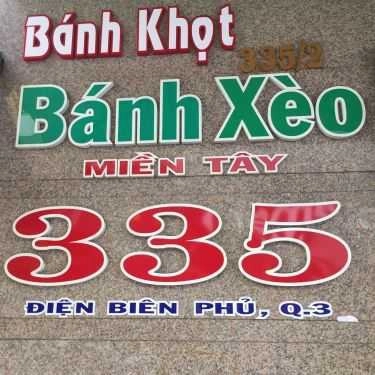 Bánh Khọt
335/2
Bánh Xèo
MIỀN TÂY
335
ĐIỆN BIÊN PHỦ, Q.3